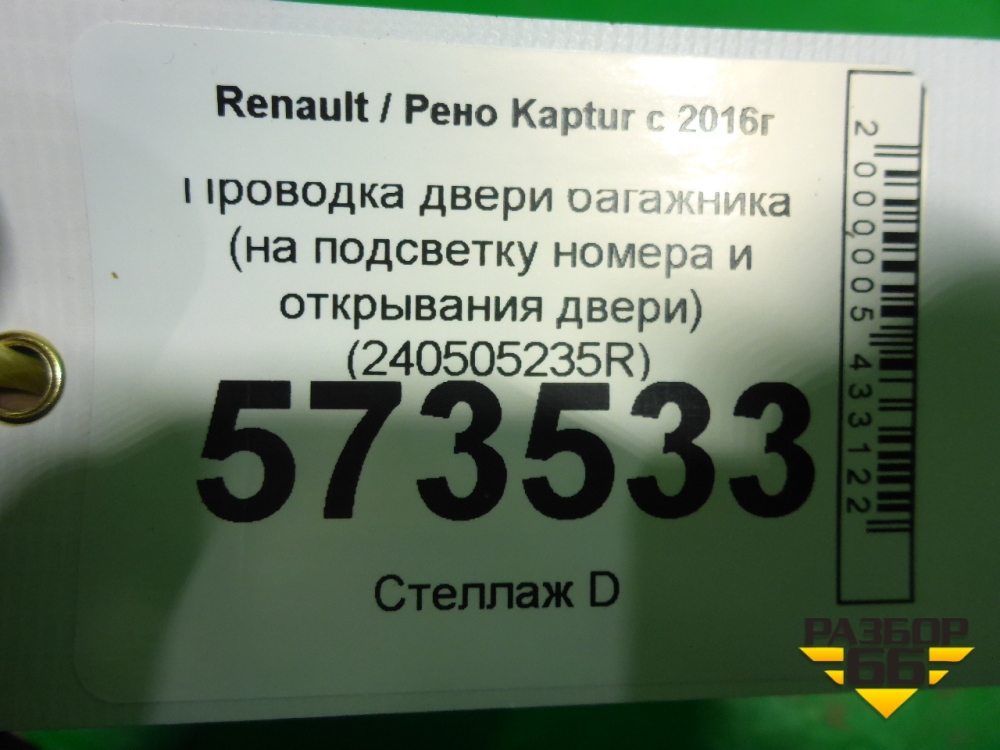 Renault / Рено Kaptur с 2016г
Проводка двери багажника
(на подсветку номера и
открывания двери)
(240505235R)
573533
Стеллаж D
2000005433122
РАЗБОР
66